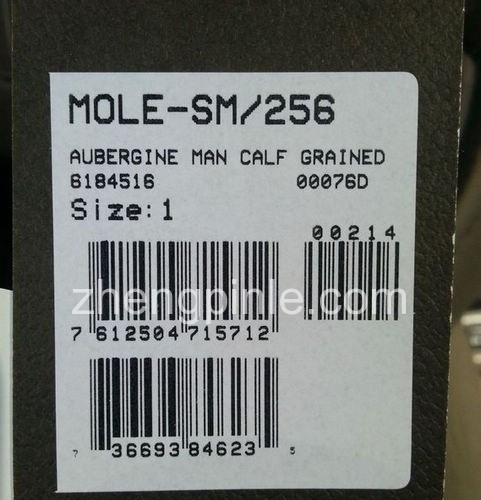 MOLE-SM/256
AUBERGINE MAN CALF GRAINED
6184516 00076D
Size: 1
00214
zhengpinle.com
7 612504 715712
7 36693 84623 5